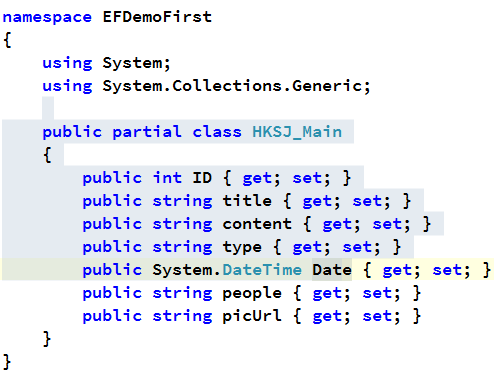 namespace EFDemoFirst
{
    using System;
    using System.Collections.Generic;

    public partial class HKSJ_Main
    {
        public int ID { get; set; }
        public string title { get; set; }
        public string content { get; set; }
        public string type { get; set; }
        public System.DateTime Date { get; set; }
        public string people { get; set; }
        public string picUrl { get; set; }
    }
}